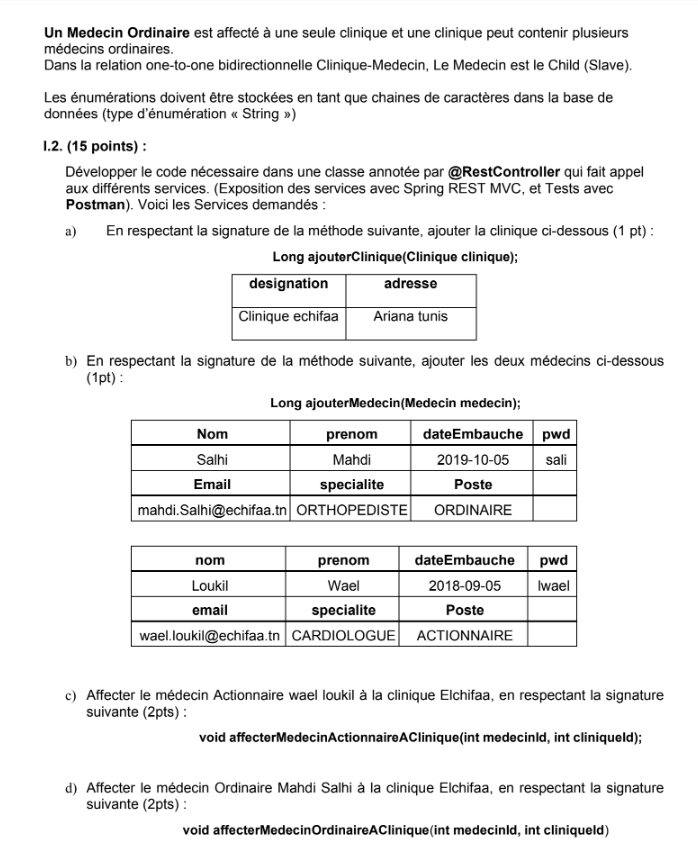 Un Medecin Ordinaire est affecté à une seule clinique et une clinique peut contenir plusieurs
médecins ordinaires.
Dans la relation one-to-one bidirectionnelle Clinique-Medecin, Le Medecin est le Child (Slave).
Les énumérations doivent être stockées en tant que chaines de caractères dans la base de
données (type d'énumération « String »)
I.2. (15 points) :
Développer le code nécessaire dans une classe annotée par @RestController qui fait appel
aux différents services. (Exposition des services avec Spring REST MVC, et Tests avec
Postman). Voici les Services demandés :
a) En respectant la signature de la méthode suivante, ajouter la clinique ci-dessous (1 pt) :
Long ajouterClinique(Clinique clinique);
designation adresse
Clinique echifaa Ariana tunis
b) En respectant la signature de la méthode suivante, ajouter les deux médecins ci-dessous
(1pt) :
Long ajouterMedecin(Medecin medecin);
Nom prenom dateEmbauche pwd
Salhi Mahdi 2019-10-05 sali
Email specialite Poste
mahdi.Salhi@echifaa.tn ORTHOPEDISTE ORDINAIRE
nom prenom dateEmbauche pwd
Loukil Wael 2018-09-05 lwael
email specialite Poste
wael.loukil@echifaa.tn CARDIOLOGUE ACTIONNAIRE
c) Affecter le médecin Actionnaire wael loukil à la clinique Elchifaa, en respectant la signature
suivante (2pts) :
void affecterMedecinActionnaireAClinique(int medecinId, int cliniqueId);
d) Affecter le médecin Ordinaire Mahdi Salhi à la clinique Elchifaa, en respectant la signature
suivante (2pts) :
void affecterMedecinOrdinaireAClinique(int medecinId, int cliniqueId)